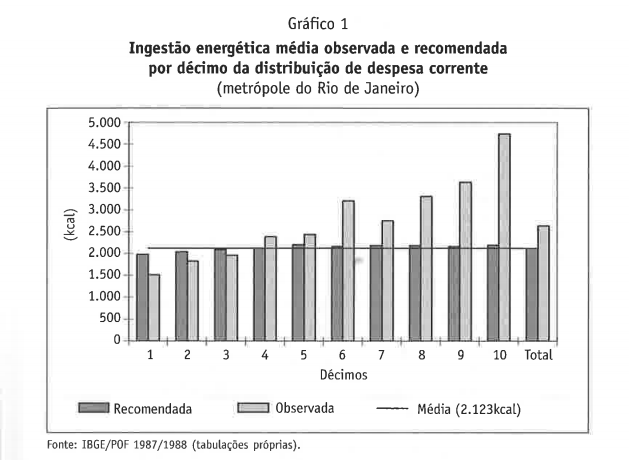 Gráfico 1
Ingestão energética média observada e recomendada
por décimo da distribuição de despesa corrente
(metrópole do Rio de Janeiro)
5.000
4.500
4.000
3.500
3.000
2.500
2.000
1.500
1.000
500
0
(kcal)
1 2 3 4 5 6 7 8 9 10 Total
Décimos
Recomendada Observada Média (2.123kcal)
Fonte: IBGE/POF 1987/1988 (tabulações próprias).